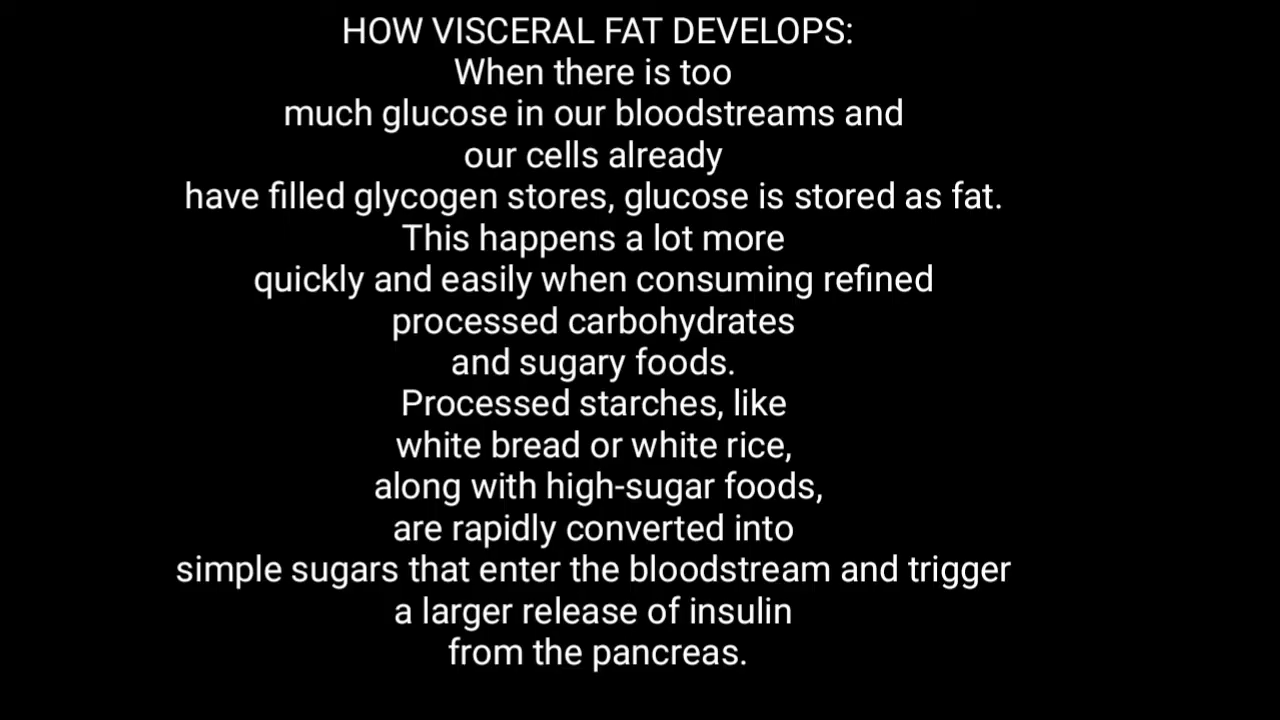 HOW VISCERAL FAT DEVELOPS:
When there is too
much glucose in our bloodstreams and
our cells already
have filled glycogen stores, glucose is stored as fat.
This happens a lot more
quickly and easily when consuming refined
processed carbohydrates
and sugary foods.
Processed starches, like
white bread or white rice,
along with high-sugar foods,
are rapidly converted into
simple sugars that enter the bloodstream and trigger
a larger release of insulin
from the pancreas.